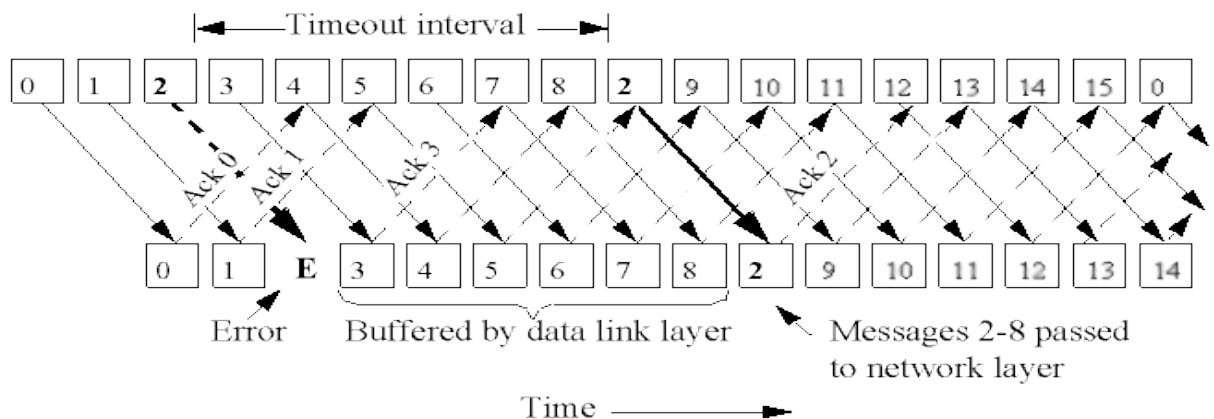 Timeout interval
0 1 2 3 4 5 6 7 8 2 9 10 11 12 13 14 15 0
Ack 0 Ack 1 Ack 3 Ack 2
0 1 E 3 4 5 6 7 8 2 9 10 11 12 13 14
Error Buffered by data link layer Messages 2-8 passed
to network layer
Time